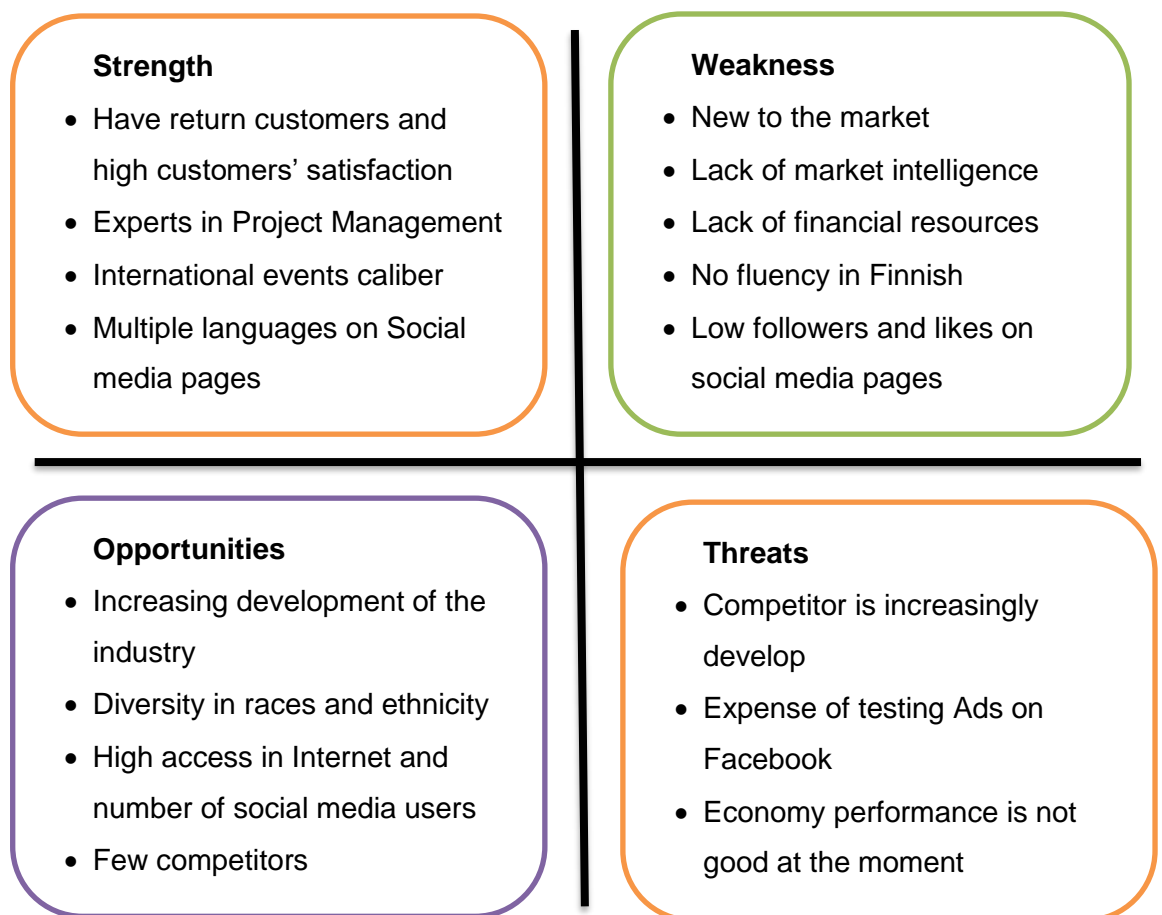 Strength
• Have return customers and
high customers’ satisfaction
• Experts in Project Management
• International events caliber
• Multiple languages on Social
media pages
Weakness
• New to the market
• Lack of market intelligence
• Lack of financial resources
• No fluency in Finnish
• Low followers and likes on
social media pages
Opportunities
• Increasing development of the
industry
• Diversity in races and ethnicity
• High access in Internet and
number of social media users
• Few competitors
Threats
• Competitor is increasingly
develop
• Expense of testing Ads on
Facebook
• Economy performance is not
good at the moment